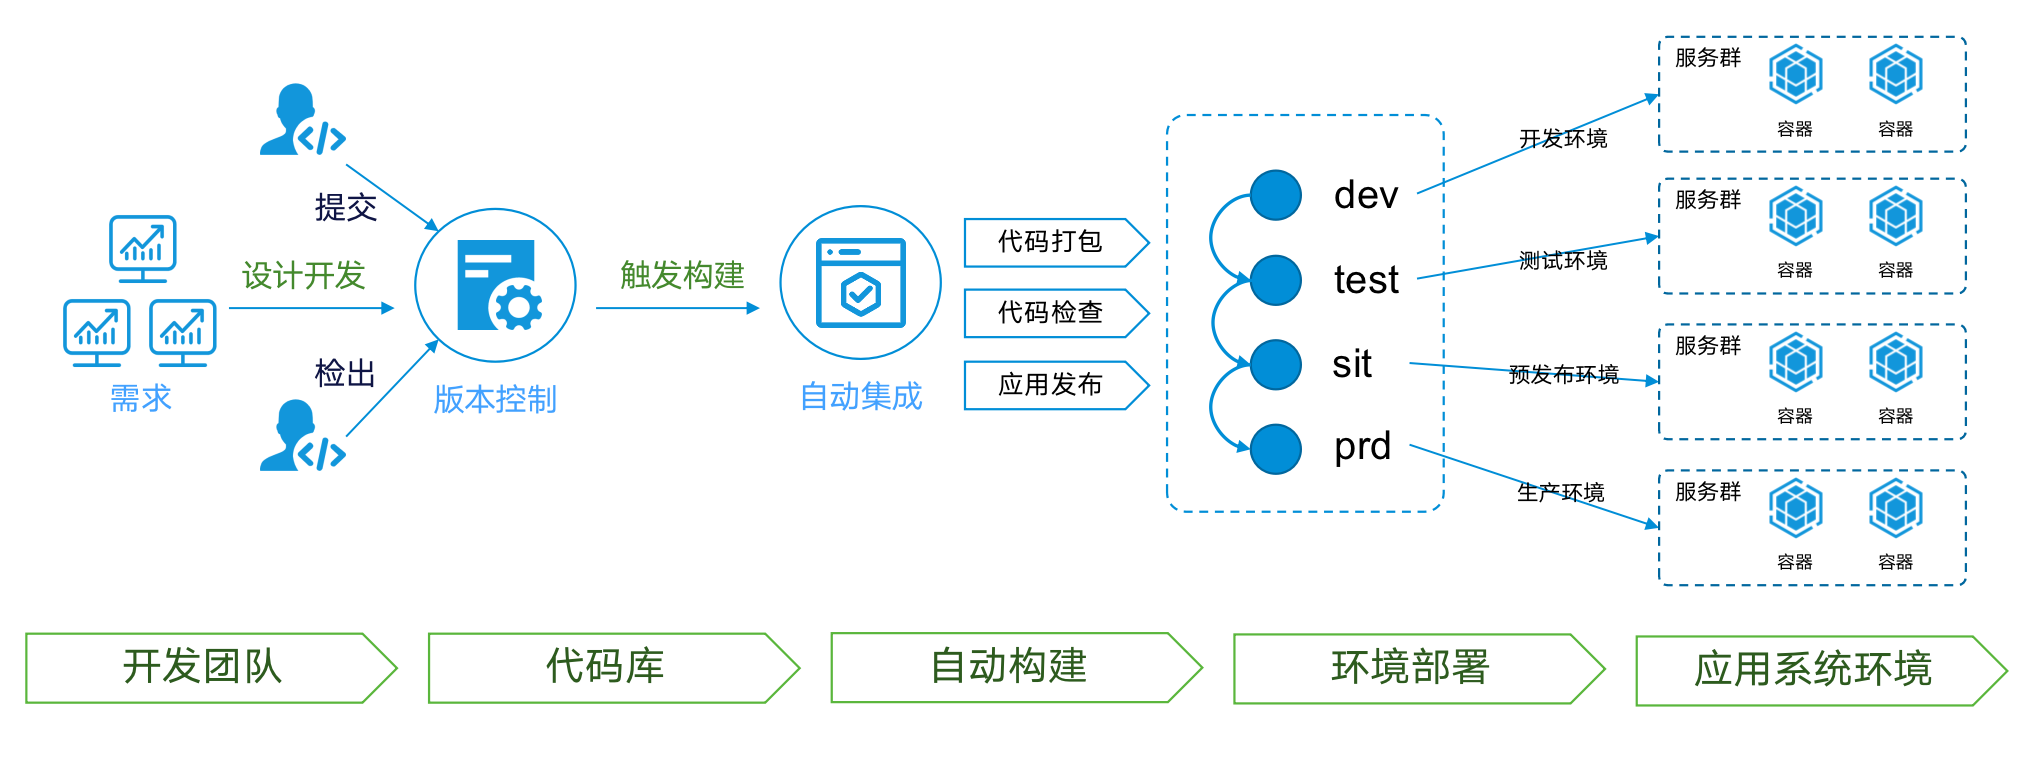 提交
设计开发
检出
需求
版本控制
触发构建
自动集成
代码打包
代码检查
应用发布
dev
test
sit
prd
开发环境
测试环境
预发布环境
生产环境
服务群
容器
容器
服务群
容器
容器
服务群
容器
容器
服务群
容器
容器
开发团队
代码库
自动构建
环境部署
应用系统环境